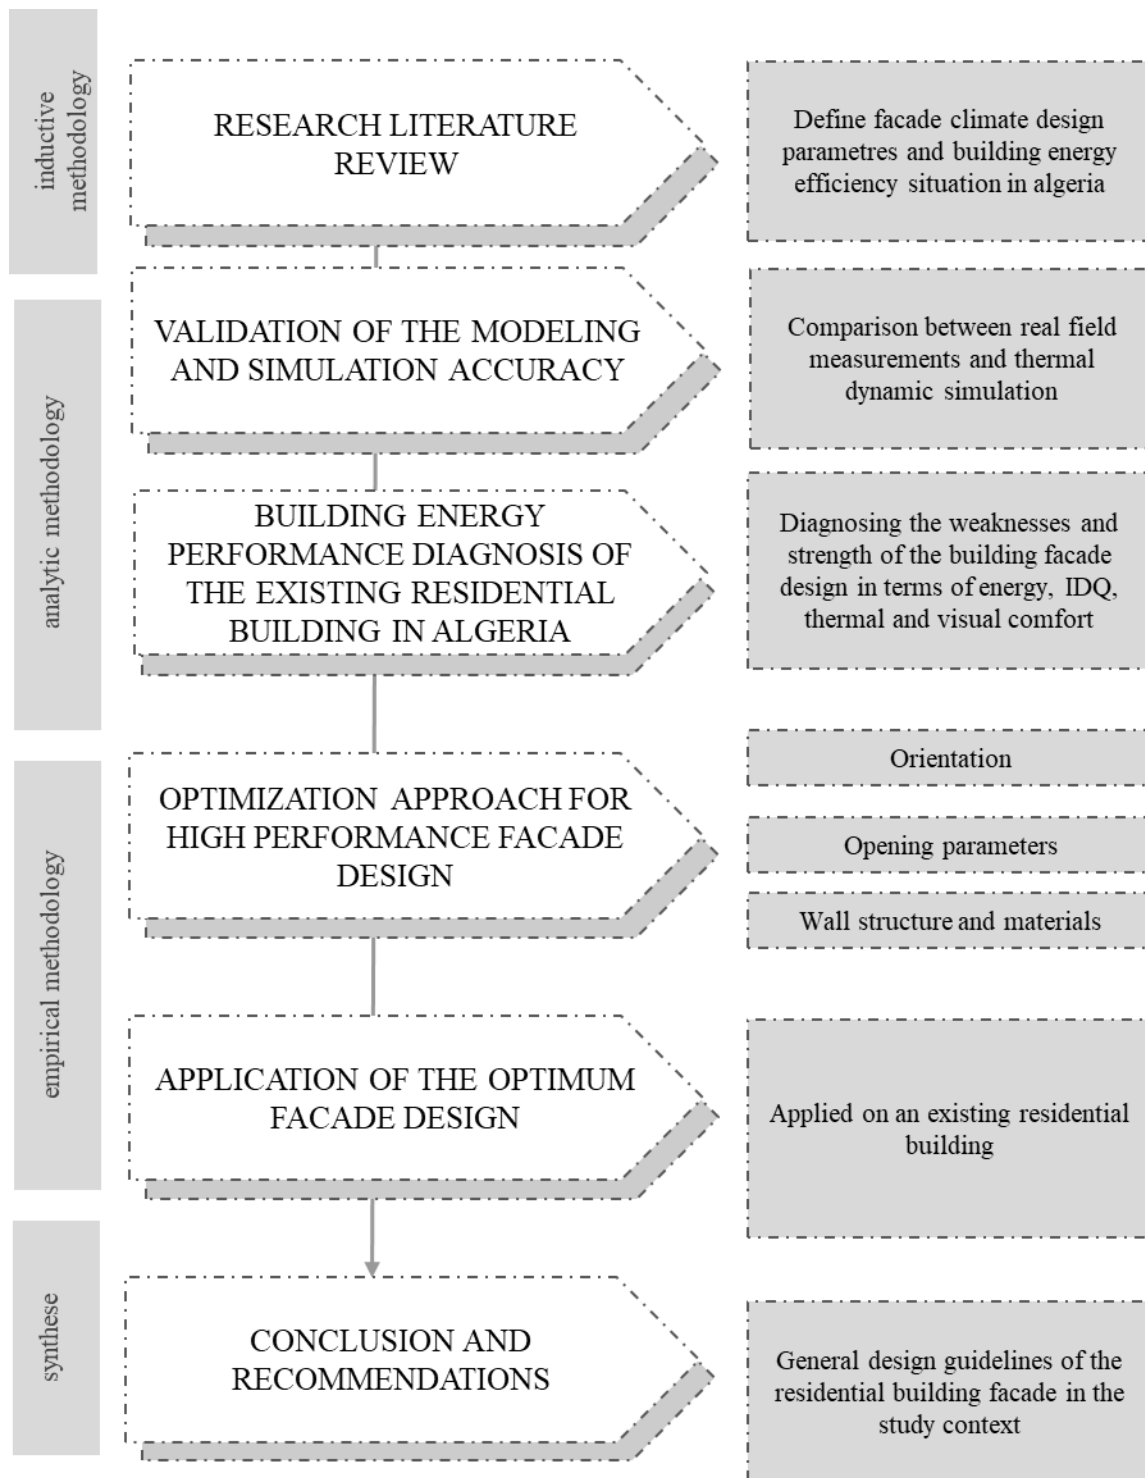 inductive
methodology
RESEARCH LITERATURE
REVIEW
Define facade climate design
parametres and building energy
efficiency situation in algeria
analytic methodology
VALIDATION OF THE MODELING
AND SIMULATION ACCURACY
Comparison between real field
measurements and thermal
dynamic simulation
BUILDING ENERGY
PERFORMANCE DIAGNOSIS OF
THE EXISTING RESIDENTIAL
BUILDING IN ALGERIA
Diagnosing the weaknesses and
strength of the building facade
design in terms of energy, IDQ,
thermal and visual comfort
empirical methodology
OPTIMIZATION APPROACH FOR
HIGH PERFORMANCE FACADE
DESIGN
Orientation
Opening parameters
Wall structure and materials
APPLICATION OF THE OPTIMUM
FACADE DESIGN
Applied on an existing residential
building
synthese
CONCLUSION AND
RECOMMENDATIONS
General design guidelines of the
residential building facade in the
study context